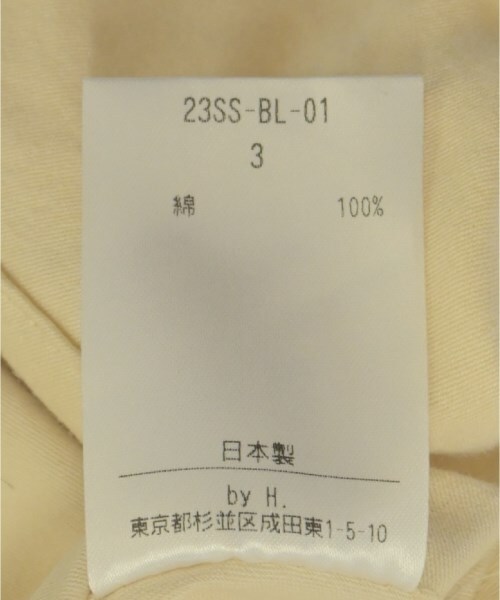 23SS-BL-01
3
綿 100%
日本製
by H.
東京都杉並区成田東1-5-10